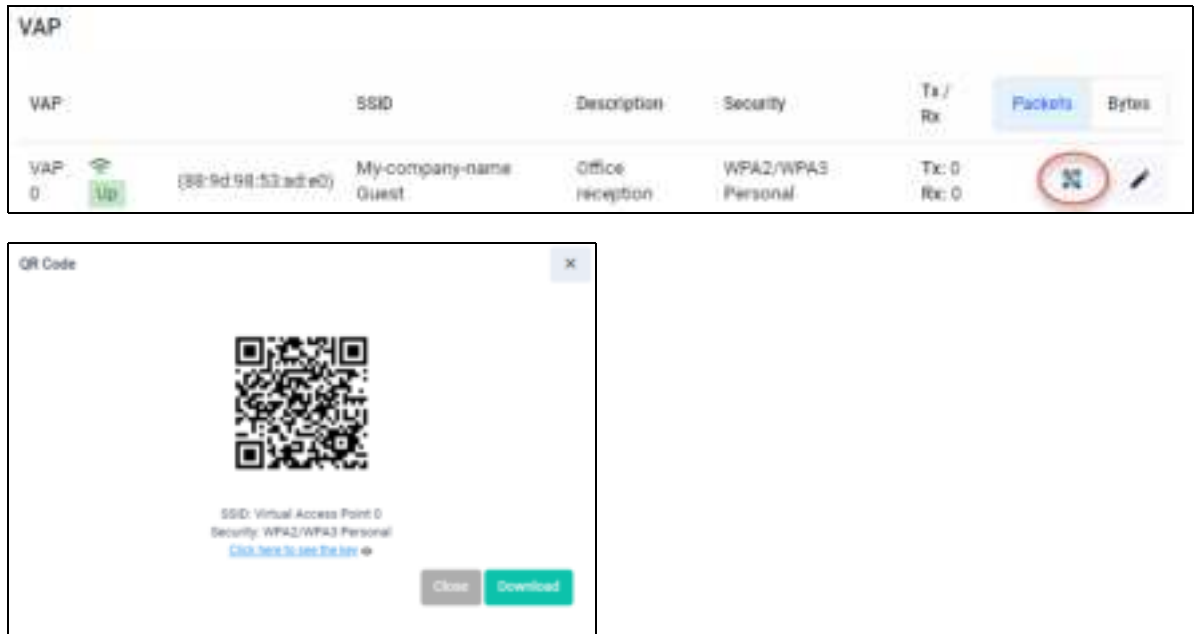 VAP
VAP SSID Description Security Tx / Rx Packets Bytes
VAP 0 Up (88:9d:98:53:ad:e0) My-company-name Guest Office reception WPA2/WPA3 Personal Tx: 0 Rx: 0
QR Code
SSID: Virtual Access Point 0
Security: WPA2/WPA3 Personal
Click here to see the key
Close Download